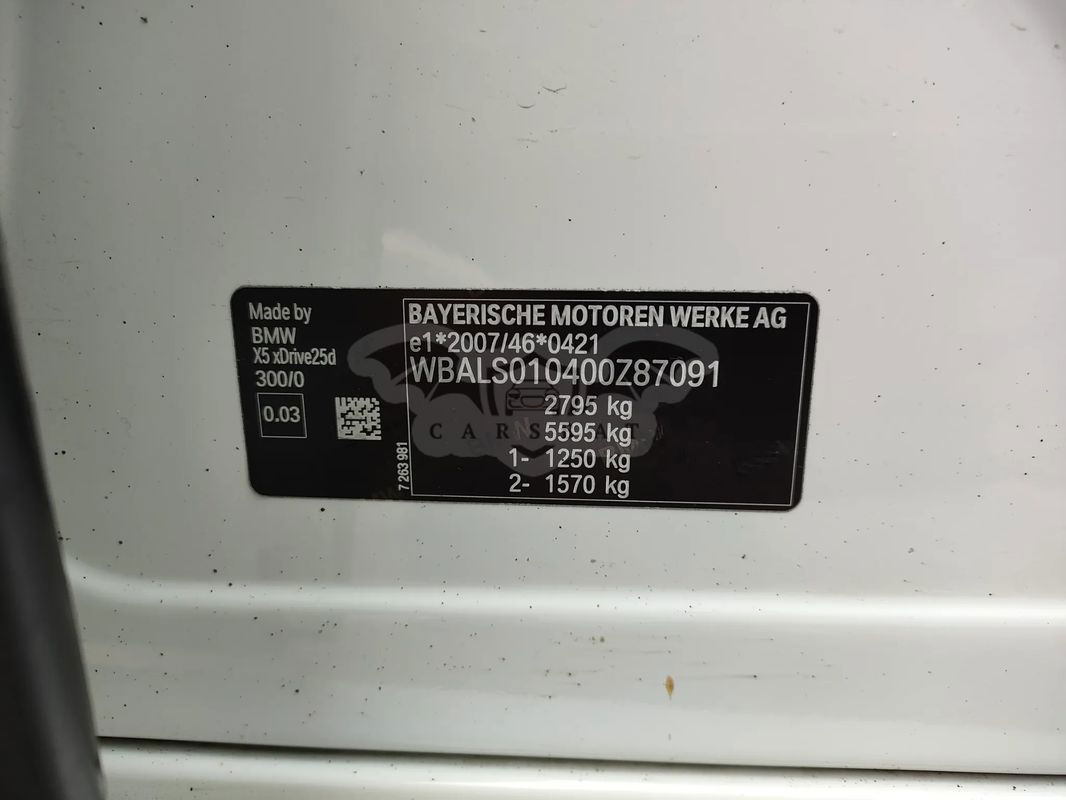 Made by
BMW
X5 xDrive25d
300/0
0.03
7 263 981
BAYERISCHE MOTOREN WERKE AG
e1*2007/46*0421
WBALS010400Z87091
2795 kg
5595 kg
1- 1250 kg
2- 1570 kg